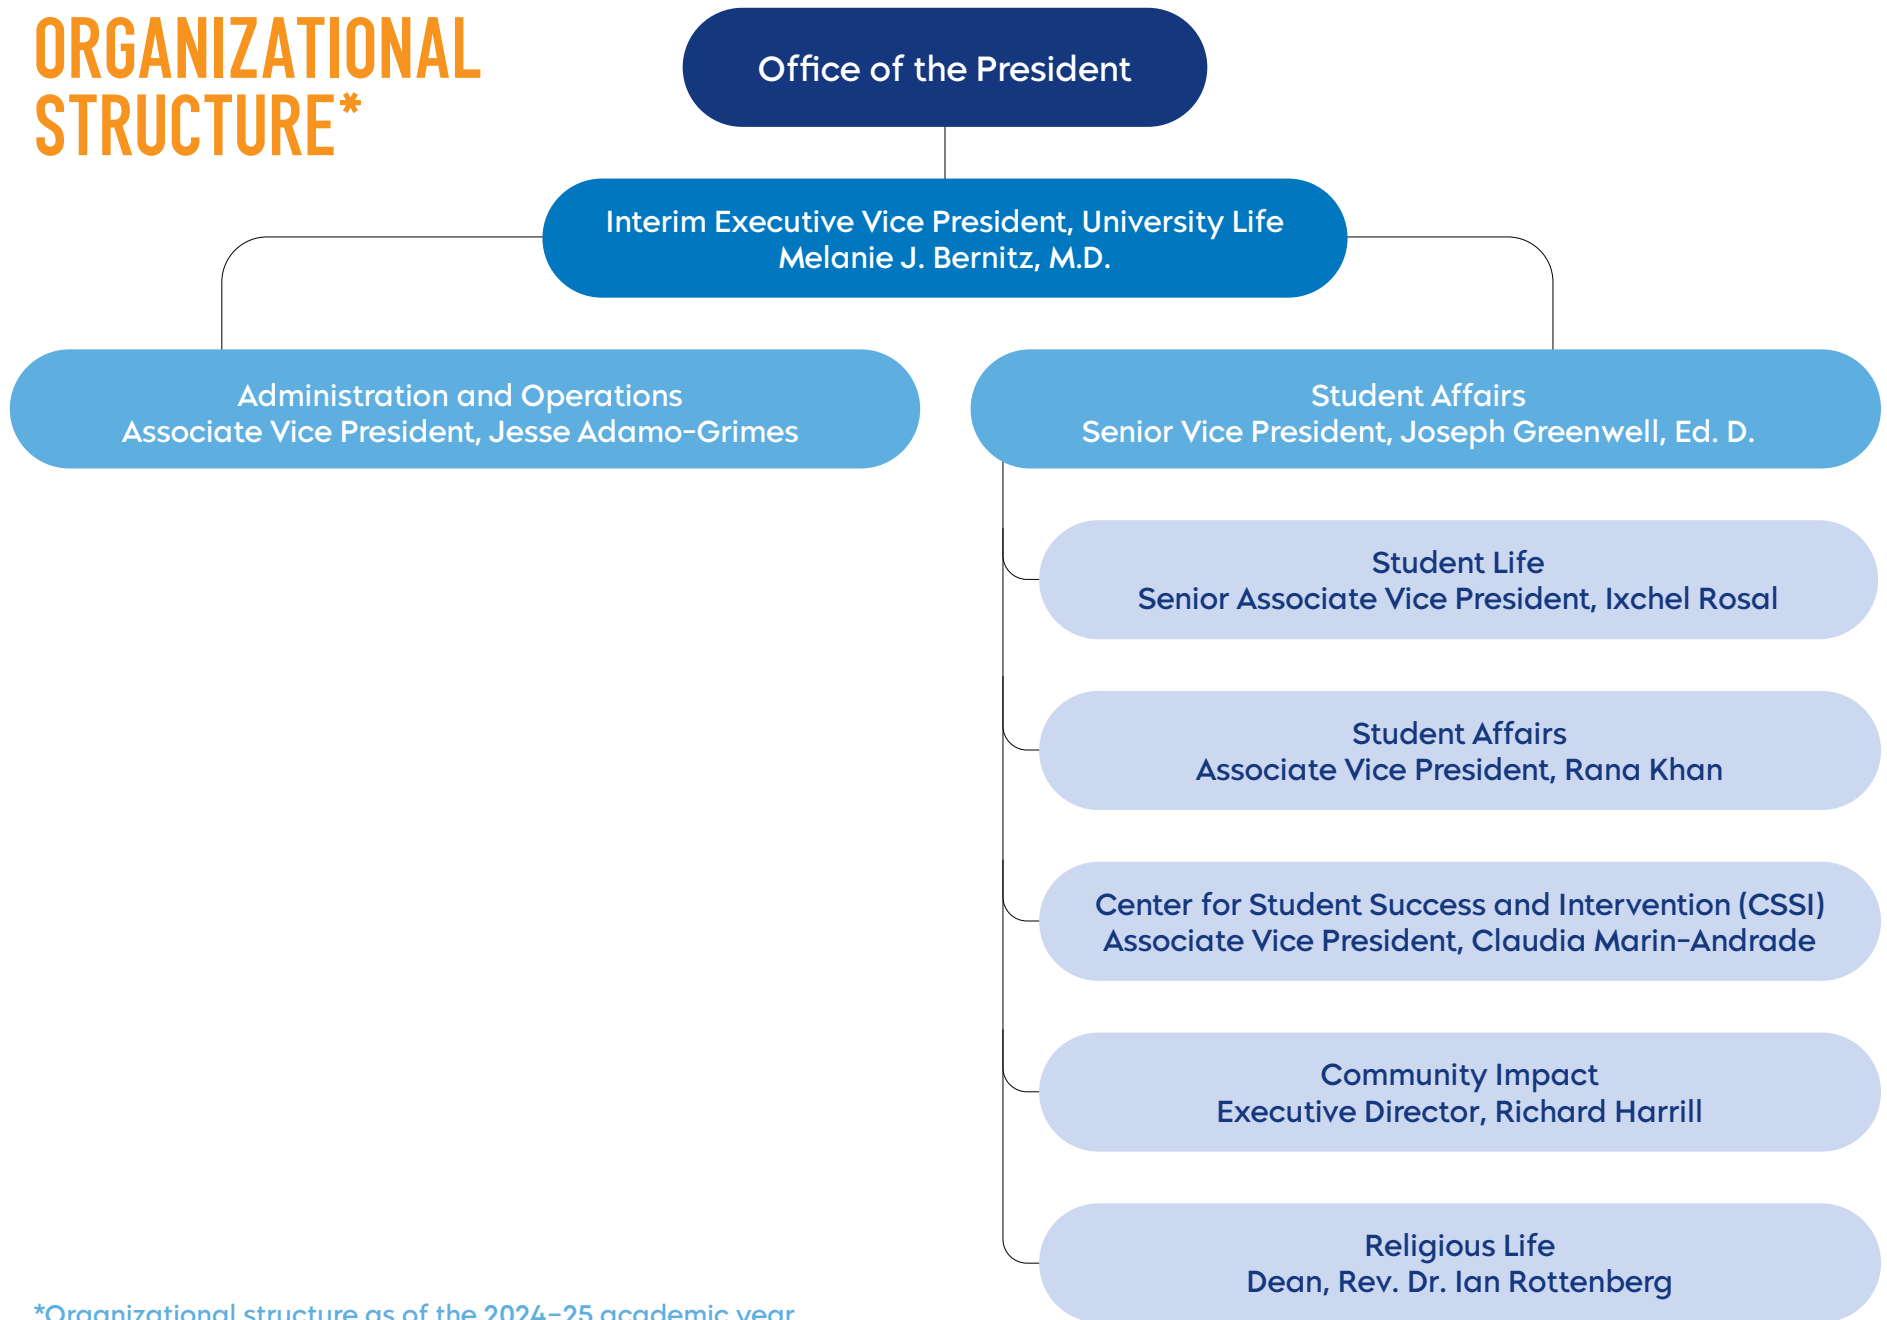 ORGANIZATIONAL
STRUCTURE*
Office of the President
Interim Executive Vice President, University Life
Melanie J. Bernitz, M.D.
Administration and Operations
Associate Vice President, Jesse Adamo-Grimes
Student Affairs
Senior Vice President, Joseph Greenwell, Ed. D.
Student Life
Senior Associate Vice President, Ixchel Rosal
Student Affairs
Associate Vice President, Rana Khan
Center for Student Success and Intervention (CSSI)
Associate Vice President, Claudia Marin-Andrade
Community Impact
Executive Director, Richard Harrill
Religious Life
Dean, Rev. Dr. Ian Rottenberg
*Organizational structure as of the 2024–25 academic year